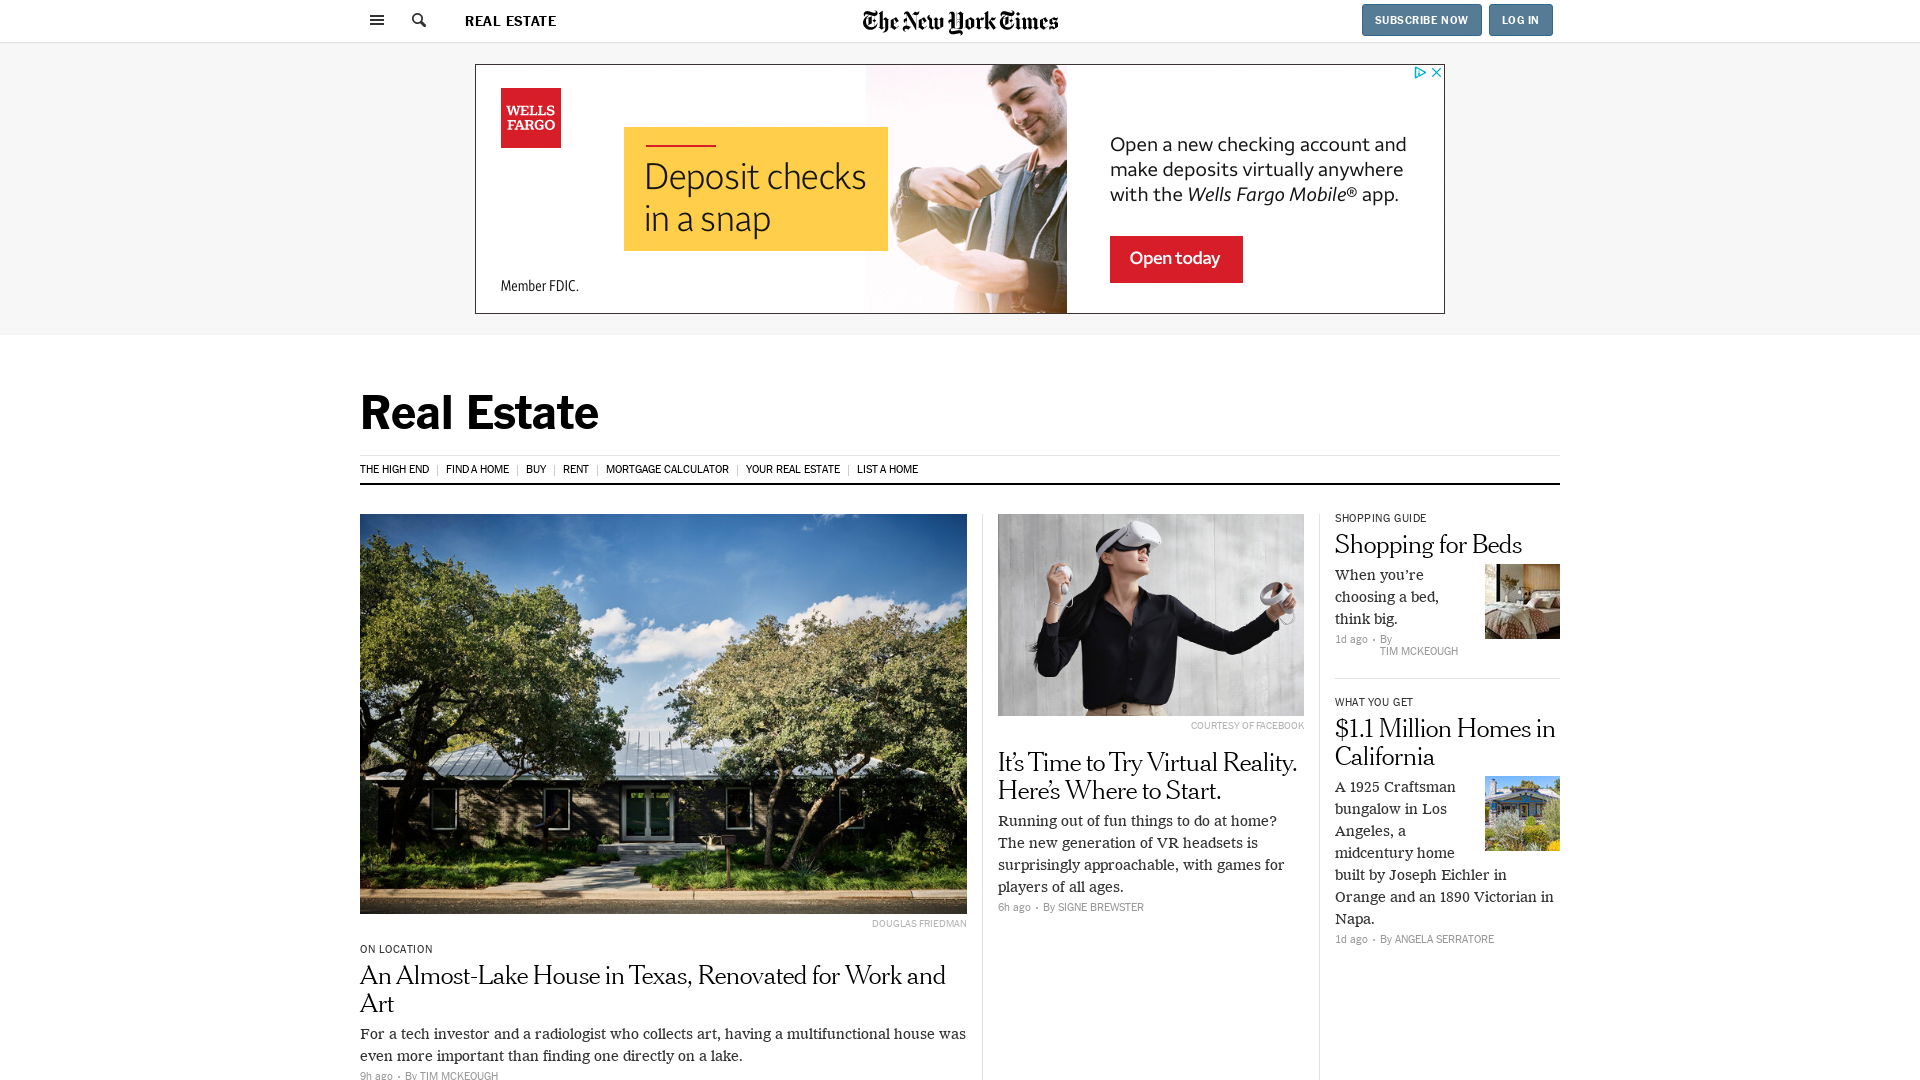 REAL ESTATE
The New York Times
SUBSCRIBE NOW
LOG IN
WELLS
FARGO
Deposit checks
in a snap
Member FDIC.
Open a new checking account and
make deposits virtually anywhere
with the Wells Fargo Mobile® app.
Open today
Real Estate
THE HIGH END
FIND A HOME
BUY
RENT
MORTGAGE CALCULATOR
YOUR REAL ESTATE
LIST A HOME
DOUGLAS FRIEDMAN
ON LOCATION
An Almost-Lake House in Texas, Renovated for Work and
Art
For a tech investor and a radiologist who collects art, having a multifunctional house was
even more important than finding one directly on a lake.
9h ago • By TIM MCKEOUGH
COURTESY OF FACEBOOK
It’s Time to Try Virtual Reality.
Here’s Where to Start.
Running out of fun things to do at home?
The new generation of VR headsets is
surprisingly approachable, with games for
players of all ages.
6h ago • By SIGNE BREWSTER
SHOPPING GUIDE
Shopping for Beds
When you’re
choosing a bed,
think big.
1d ago • By
TIM MCKEOUGH
WHAT YOU GET
$1.1 Million Homes in
California
A 1925 Craftsman
bungalow in Los
Angeles, a
midcentury home
built by Joseph Eichler in
Orange and an 1890 Victorian in
Napa.
1d ago • By ANGELA SERRATORE